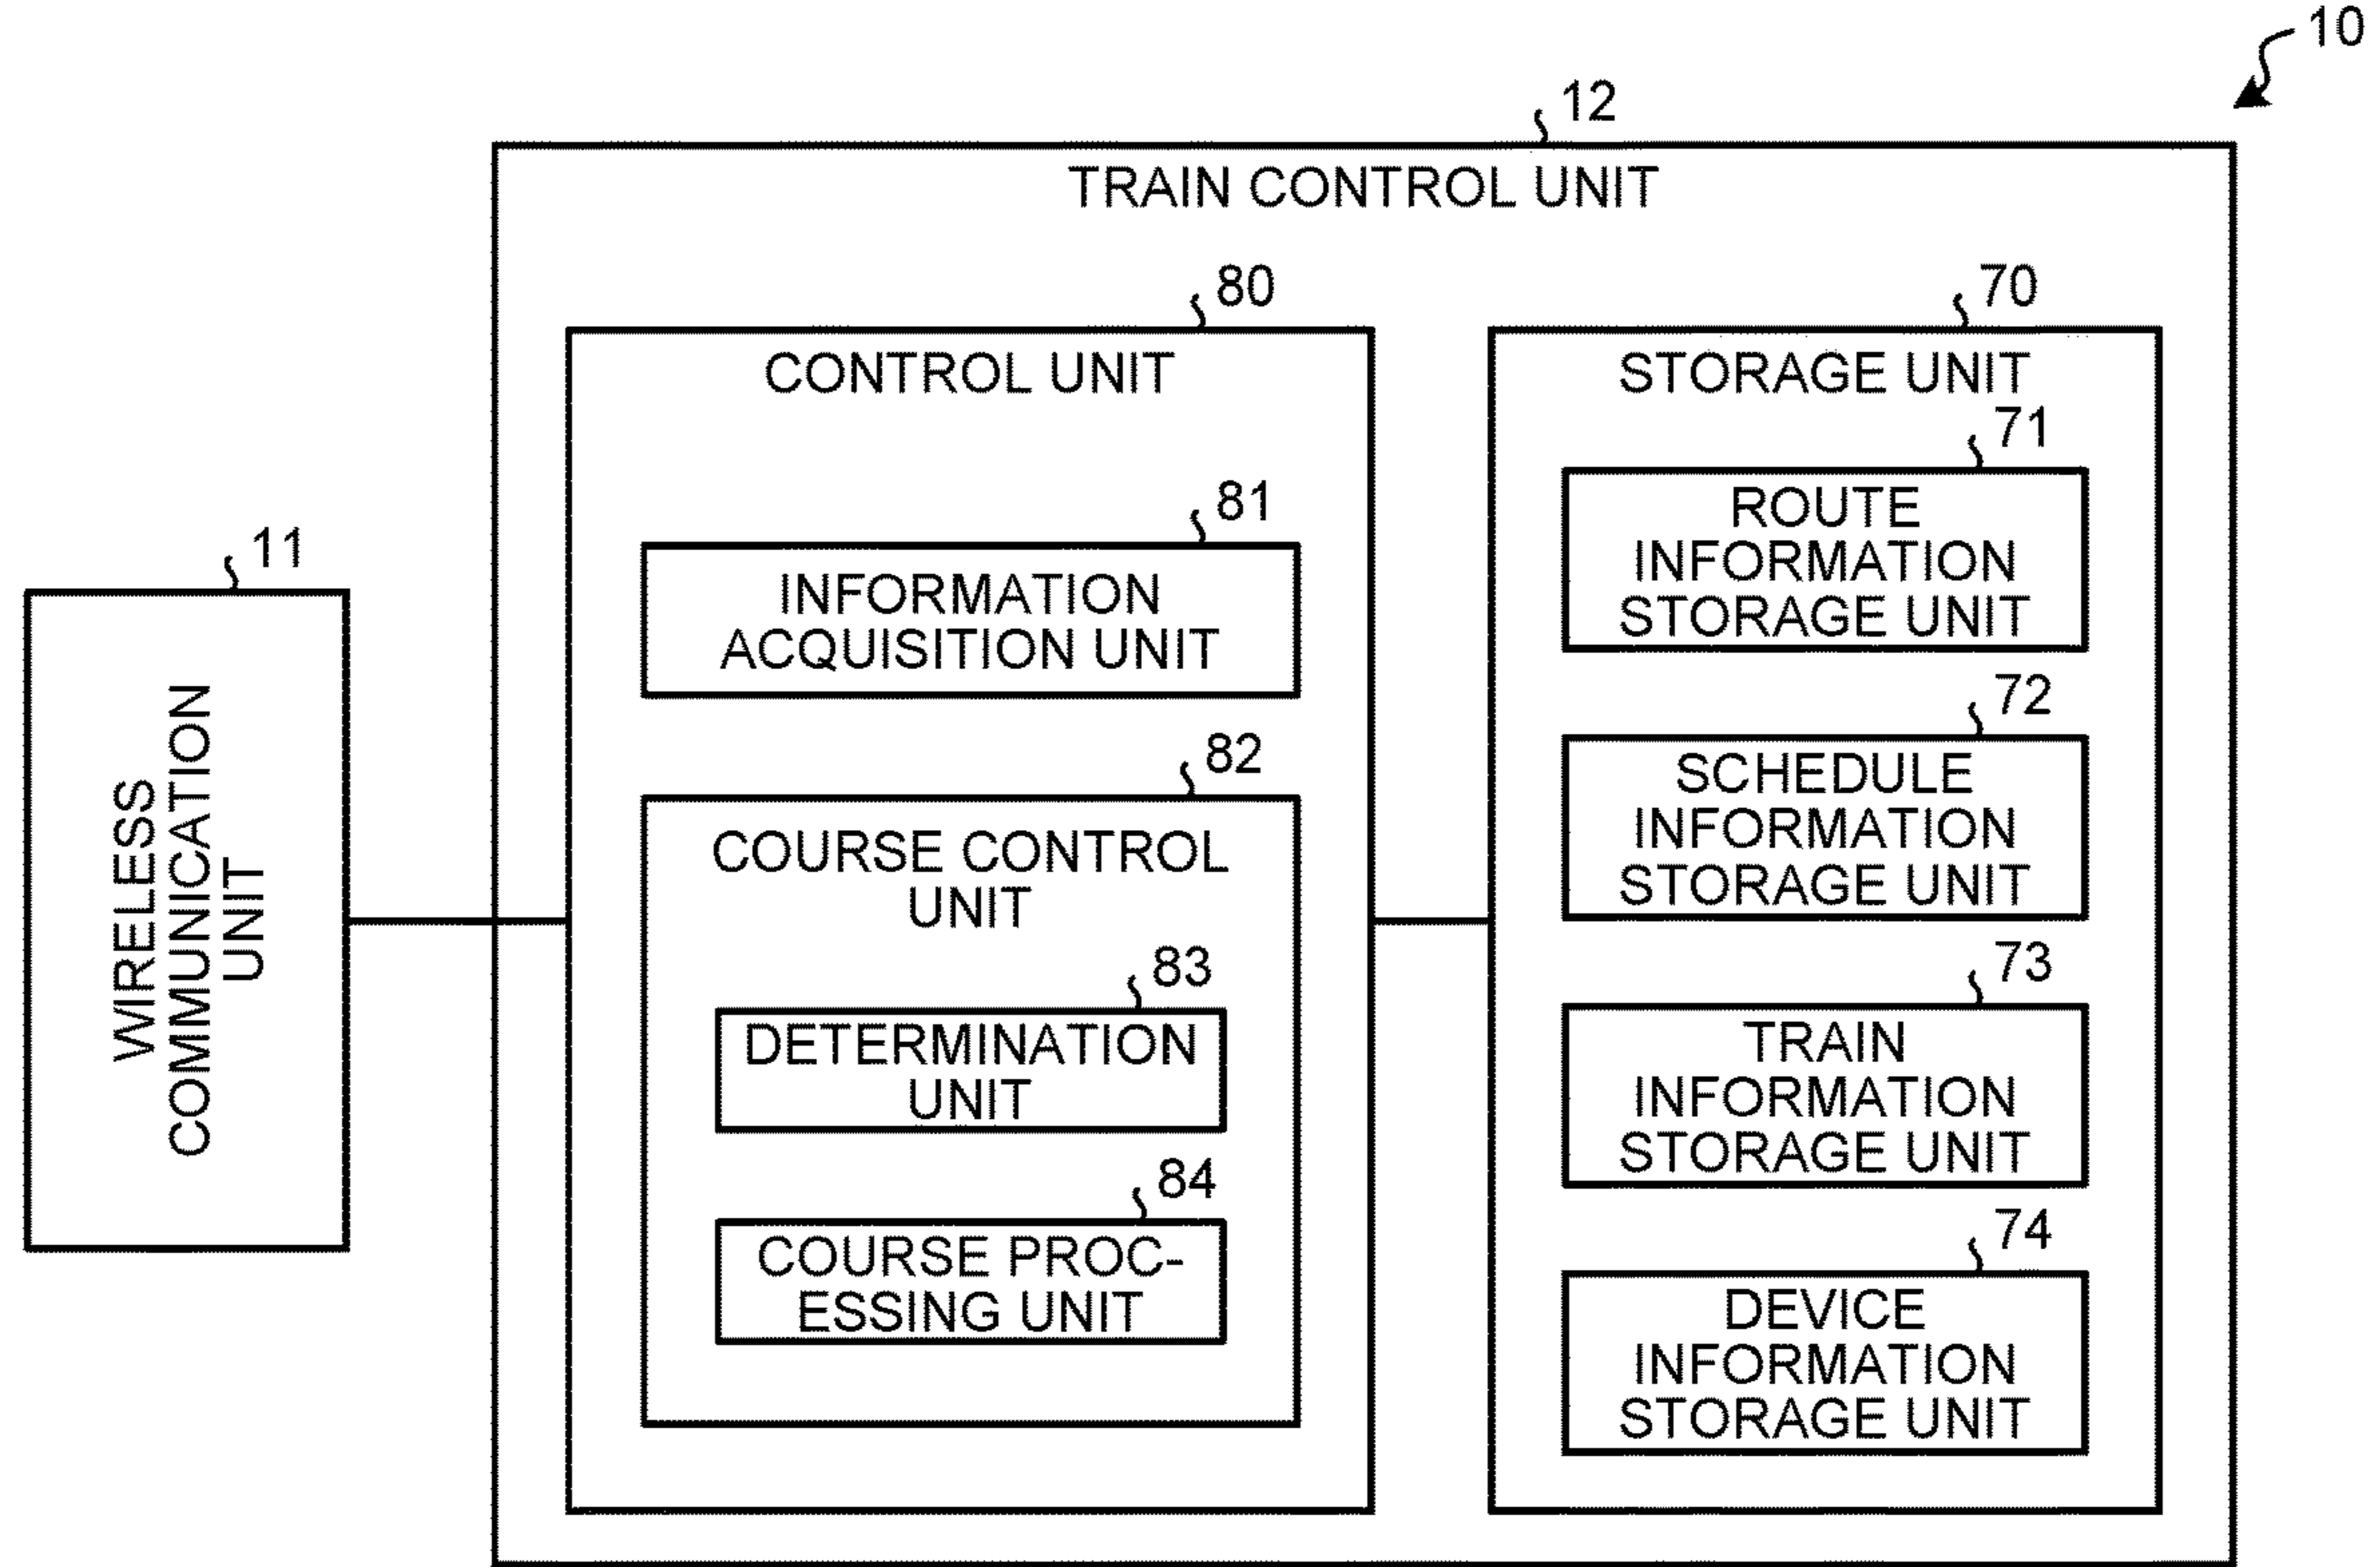 10
12
TRAIN CONTROL UNIT
11
WIRELESS
COMMUNICATION
UNIT
80
CONTROL UNIT
81
INFORMATION
ACQUISITION UNIT
82
COURSE CONTROL
UNIT
83
DETERMINATION
UNIT
84
COURSE PROC-
ESSING UNIT
70
STORAGE UNIT
71
ROUTE
INFORMATION
STORAGE UNIT
72
SCHEDULE
INFORMATION
STORAGE UNIT
73
TRAIN
INFORMATION
STORAGE UNIT
74
DEVICE
INFORMATION
STORAGE UNIT